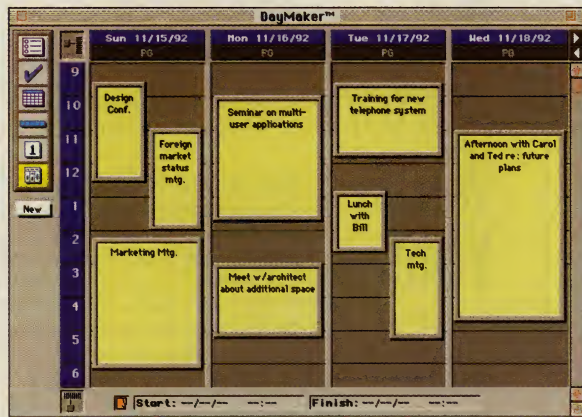 DayMaker™
Sun 11/15/92
Mon 11/16/92
Tue 11/17/92
Wed 11/18/92
PG
PG
PG
PG
9
10
11
12
1
2
3
4
5
6
1
New
Design
Conf.
Foreign
market
status
mtg.
Marketing Mtg.
Seminar on multi-
user applications
Meet w/architect
about additional space
Training for new
telephone system
Lunch
with
Bill
Tech
mtg.
Afternoon with Carol
and Ted re: future
plans
Start: --/--/-- --:--
Finish: --/--/-- --:--